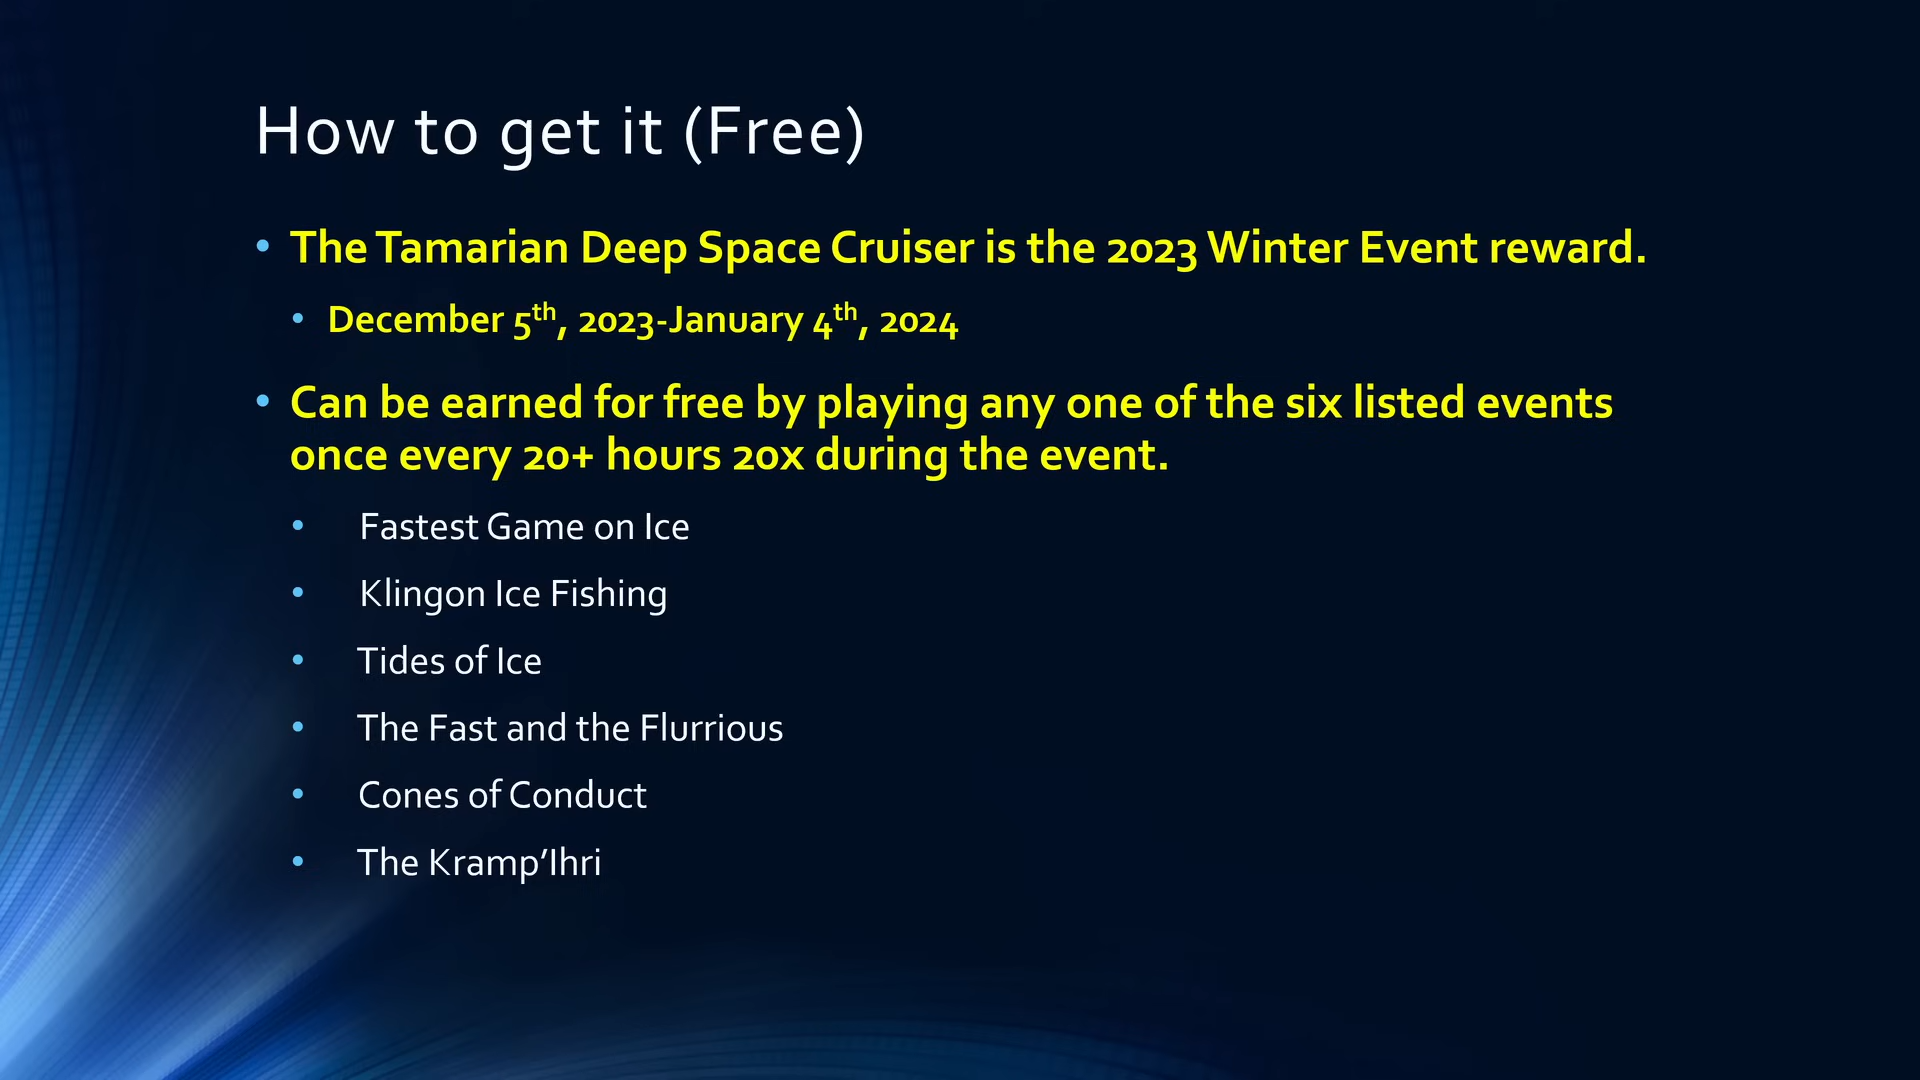 How to get it (Free)
• The Tamarian Deep Space Cruiser is the 2023 Winter Event reward.
• December 5th, 2023-January 4th, 2024
• Can be earned for free by playing any one of the six listed events
once every 20+ hours 20x during the event.
• Fastest Game on Ice
• Klingon Ice Fishing
• Tides of Ice
• The Fast and the Flurrious
• Cones of Conduct
• The Kramp’Ihri